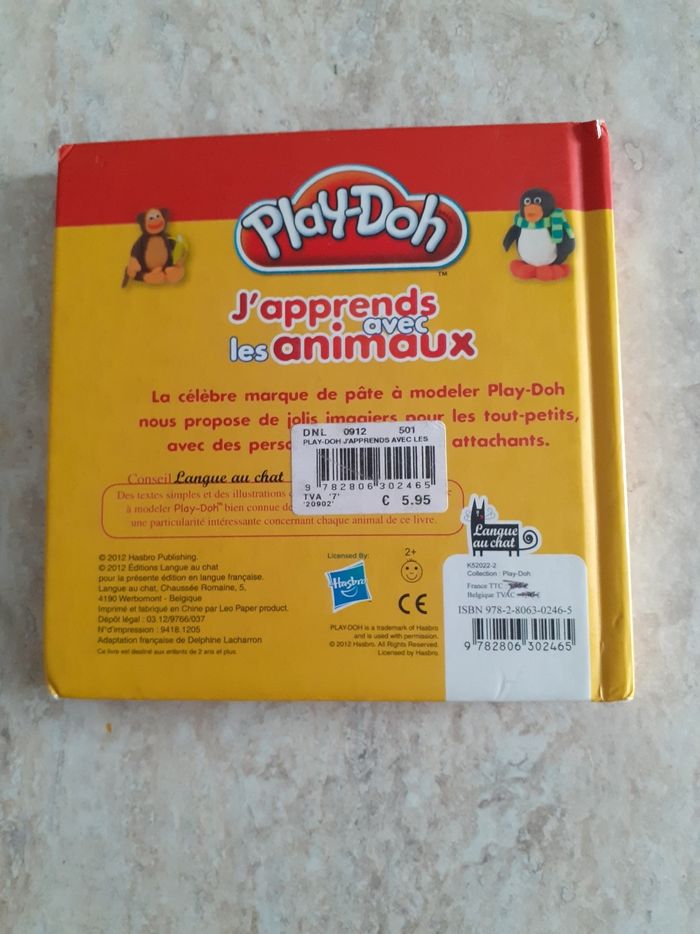 Play-Doh
™
J'apprends
avec
les animaux
La célèbre marque de pâte à modeler Play-Doh
nous propose de jolis imagiers pour les tout-petits,
avec des perso attachants.
DNL 0912 501
PLAY-DOH J'APPRENDS AVEC LES
9 782806 302465
TVA '7'
'20902'
€ 5.95
Conseil Langue au chat
Des textes simples et des illustrations
à modeler Play-Doh™ bien connue de
une particularité intéressante concernant chaque animal de ce livre.
Langue
au chat
© 2012 Hasbro Publishing.
© 2012 Éditions Langue au chat
pour la présente édition en langue française.
Langue au chat, Chaussée Romaine, 5,
4190 Werbomont - Belgique
Imprimé et fabriqué en Chine par Leo Paper product.
Dépôt légal : 03.12/9766/037
N°d'impression : 9418.1205
Adaptation française de Delphine Lacharron
Ce livre est destiné aux enfants de 2 ans et plus.
Licensed By:
Hasbro
2+
CE
PLAY-DOH is a trademark of Hasbro
and is used with permission.
© 2012 Hasbro. All Rights Reserved.
Licensed by Hasbro.
K52022-2
Collection : Play-Doh
France TTC
Belgique TVAC
ISBN 978-2-8063-0246-5
9 782806 302465